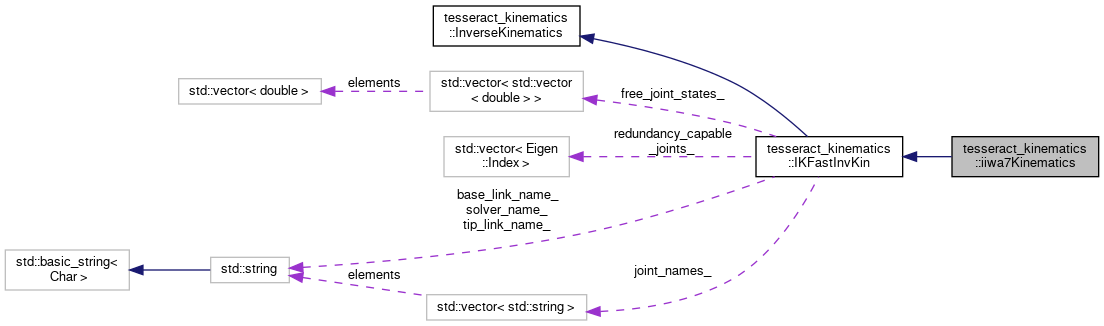 tesseract_kinematics
::InverseKinematics
std::vector< double >
elements
std::vector< std::vector
< double > >
free_joint_states_
redundancy_capable
_joints_
std::vector< Eigen
::Index >
tesseract_kinematics
::IKFastInvKin
tesseract_kinematics
::iiwa7Kinematics
base_link_name_
solver_name_
tip_link_name_
std::basic_string<
Char >
std::string
elements
joint_names_
std::vector< std::string >